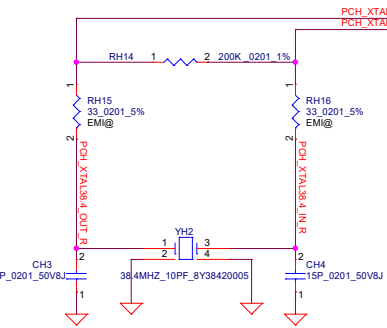 PCH_XTAL
PCH_XTAL
RH14 1 2 200K_0201_1%
1
RH15
33_0201_5%
EMI@
2
1
RH16
33_0201_5%
EMI@
2
PCH_XTAL38.4_OUT_R
PCH_XTAL38.4_IN_R
YH2
1 3
2 4
38.4MHZ_10PF_8Y38420005
CH3
2
P_0201_50V8J
1
CH4
2
15P_0201_50V8J
1